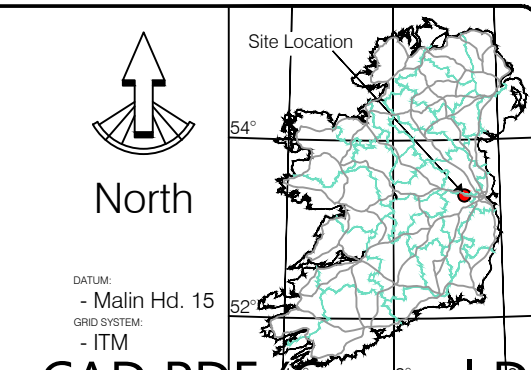 Site Location
54°
North
DATUM:
- Malin Hd. 15
GRID SYSTEM:
- ITM
52°